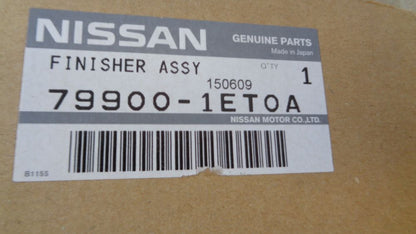 NISSAN
GENUINE PARTS
Made in Japan
FINISHER ASSY
Q'TY
150609
1
79900-1ET0A
NISSAN MOTOR CO.,LTD.
B1155